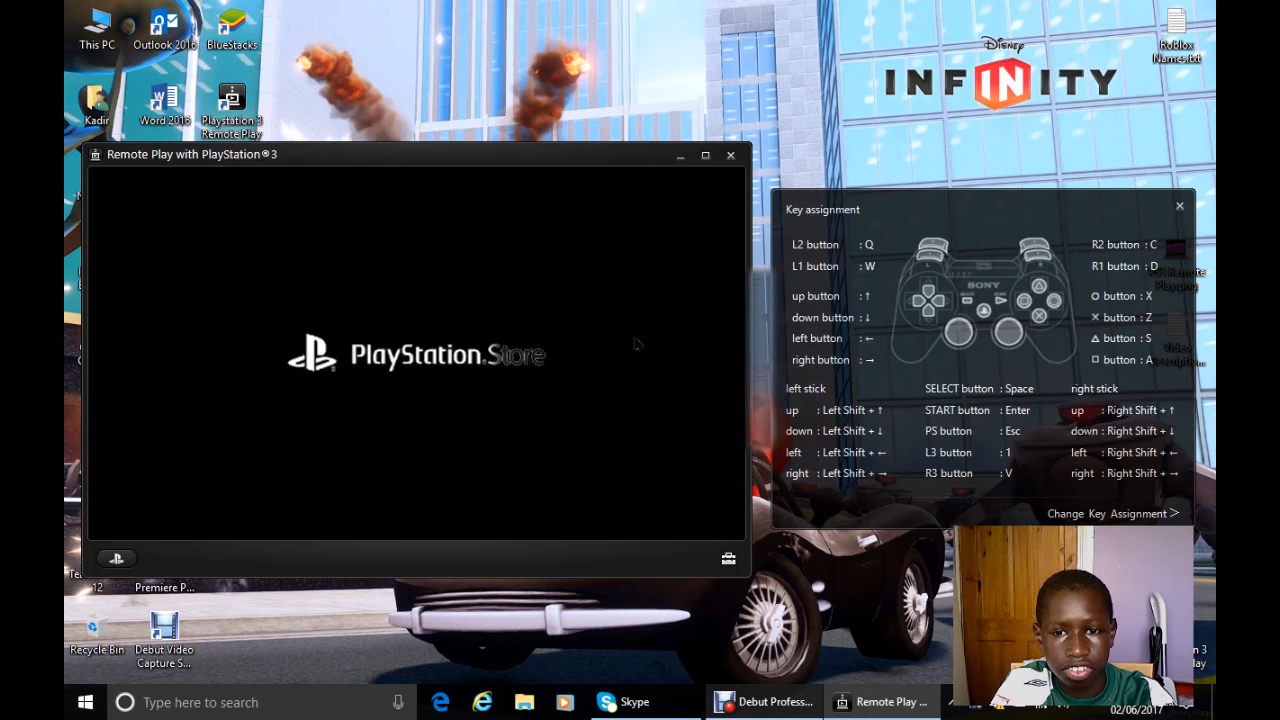 This PC
Outlook 2016
BlueStacks
Roblox
Names.txt
DISNEY
INFINITY
Kadir
Word 2016
Playstation 3
Remote Play
Remote Play with PlayStation®3
PlayStation®Store
Key assignment
L2 button : Q
R2 button : C
L1 button : W
R1 button : D
up button : ↑
○ button : X
down button : ↓
✕ button : Z
left button : ←
△ button : S
right button : →
□ button : A
SONY
left stick
SELECT button : Space
right stick
up : Left Shift + ↑
START button : Enter
up : Right Shift + ↑
down : Left Shift + ↓
PS button : Esc
down : Right Shift + ↓
left : Left Shift + ←
L3 button : 1
left : Right Shift + ←
right : Left Shift + →
R3 button : V
right : Right Shift + →
Change Key Assignment >
12
Premiere P...
Recycle Bin
Debut Video
Capture S...
Type here to search
Skype
Debut Profess...
Remote Play ...
02/06/2017